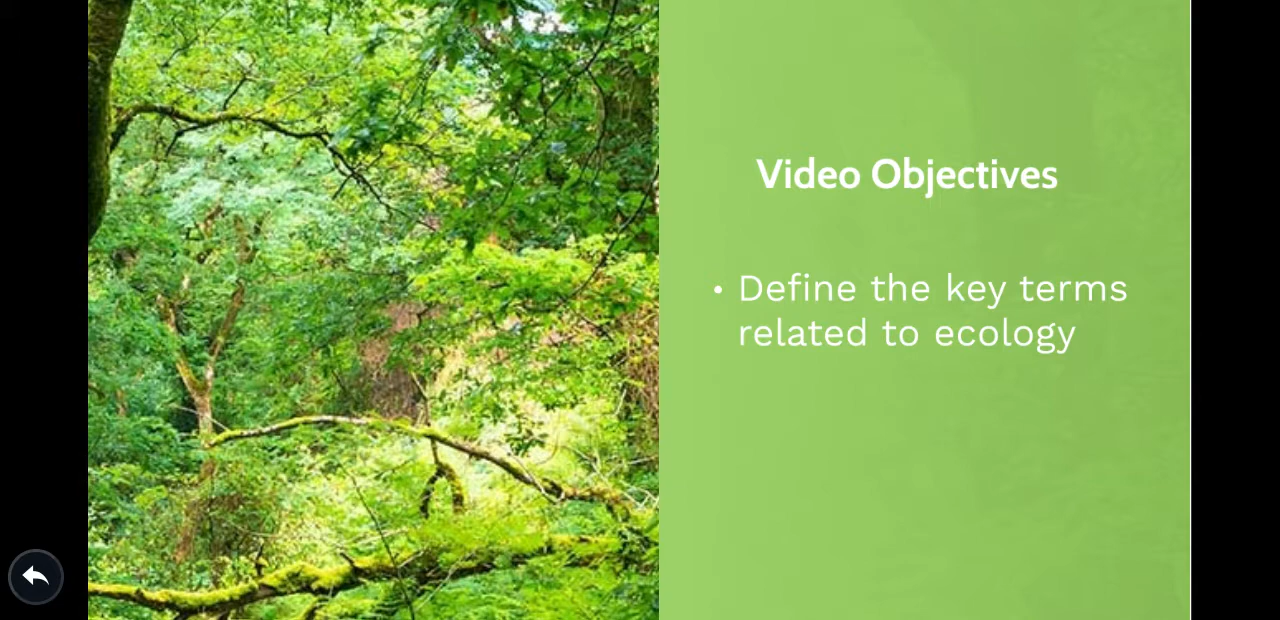 Video Objectives
• Define the key terms
related to ecology